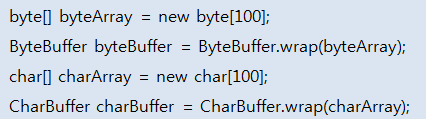 byte[] byteArray = new byte[100];
ByteBuffer byteBuffer = ByteBuffer.wrap(byteArray);
char[] charArray = new char[100];
CharBuffer charBuffer = CharBuffer.wrap(charArray);